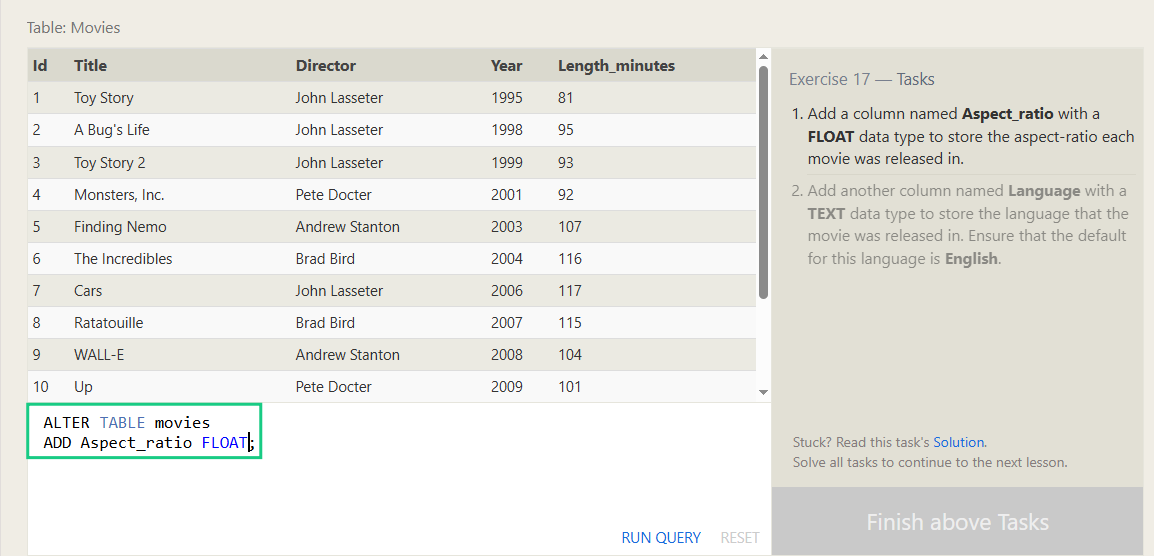 Table: Movies
Id Title Director Year Length_minutes
1 Toy Story John Lasseter 1995 81
2 A Bug's Life John Lasseter 1998 95
3 Toy Story 2 John Lasseter 1999 93
4 Monsters, Inc. Pete Docter 2001 92
5 Finding Nemo Andrew Stanton 2003 107
6 The Incredibles Brad Bird 2004 116
7 Cars John Lasseter 2006 117
8 Ratatouille Brad Bird 2007 115
9 WALL-E Andrew Stanton 2008 104
10 Up Pete Docter 2009 101
ALTER TABLE movies
ADD Aspect_ratio FLOAT;
RUN QUERY RESET
Exercise 17 — Tasks
1. Add a column named Aspect_ratio with a
FLOAT data type to store the aspect-ratio each
movie was released in.
2. Add another column named Language with a
TEXT data type to store the language that the
movie was released in. Ensure that the default
for this language is English.
Stuck? Read this task's Solution.
Solve all tasks to continue to the next lesson.
Finish above Tasks